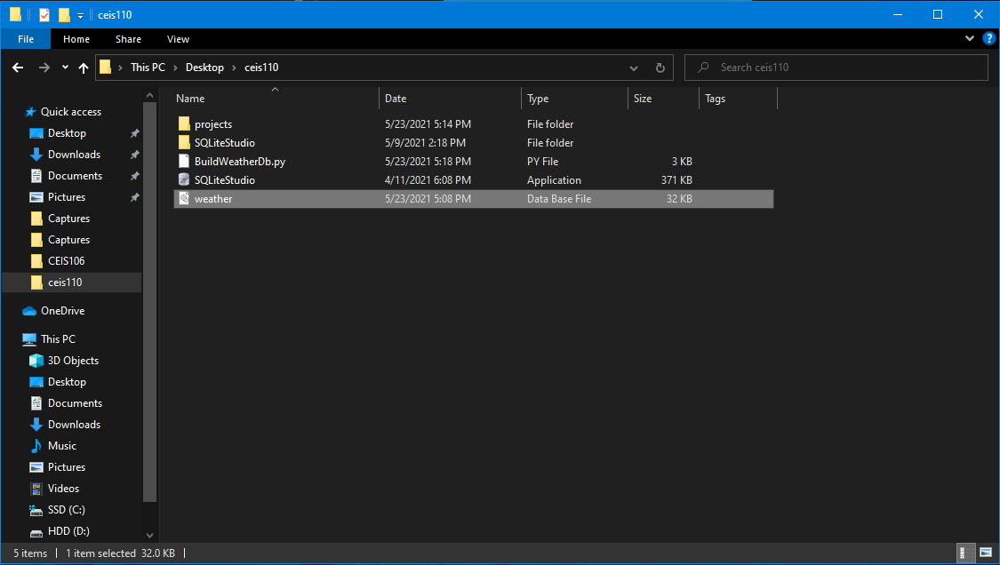 ceis110
File Home Share View
This PC Desktop ceis110
Search ceis110
Name Date Type Size Tags
projects 5/23/2021 5:14 PM File folder
SQLiteStudio 5/9/2021 2:18 PM File folder
BuildWeatherDb.py 5/23/2021 5:18 PM PY File 3 KB
SQLiteStudio 4/11/2021 6:08 PM Application 371 KB
weather 5/23/2021 5:08 PM Data Base File 32 KB
Quick access
Desktop
Downloads
Documents
Pictures
Captures
Captures
CEIS106
ceis110
OneDrive
This PC
3D Objects
Desktop
Documents
Downloads
Music
Pictures
Videos
SSD (C:)
HDD (D:)
5 items 1 item selected 32.0 KB